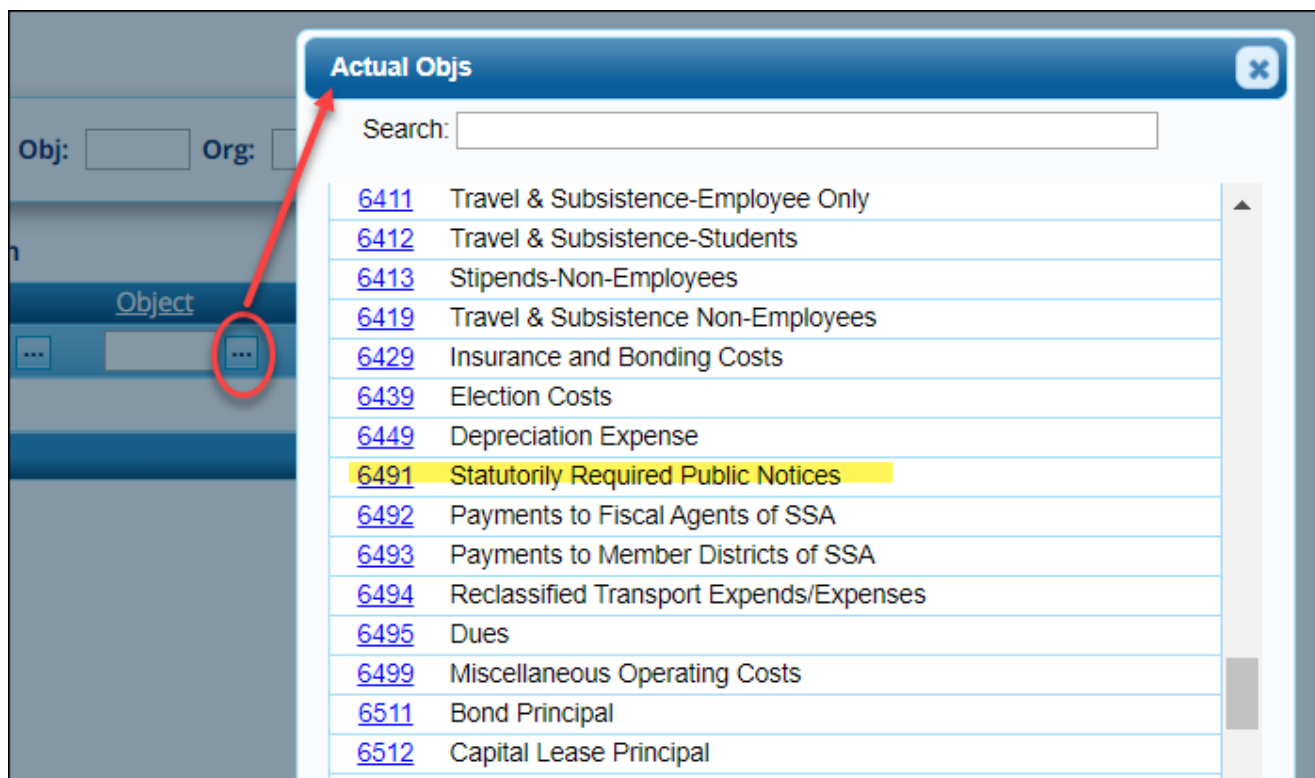 Actual Objs
Search:
Obj: Org:
n
Object
... ...
6411 Travel & Subsistence-Employee Only
6412 Travel & Subsistence-Students
6413 Stipends-Non-Employees
6419 Travel & Subsistence Non-Employees
6429 Insurance and Bonding Costs
6439 Election Costs
6449 Depreciation Expense
6491 Statutorily Required Public Notices
6492 Payments to Fiscal Agents of SSA
6493 Payments to Member Districts of SSA
6494 Reclassified Transport Expends/Expenses
6495 Dues
6499 Miscellaneous Operating Costs
6511 Bond Principal
6512 Capital Lease Principal